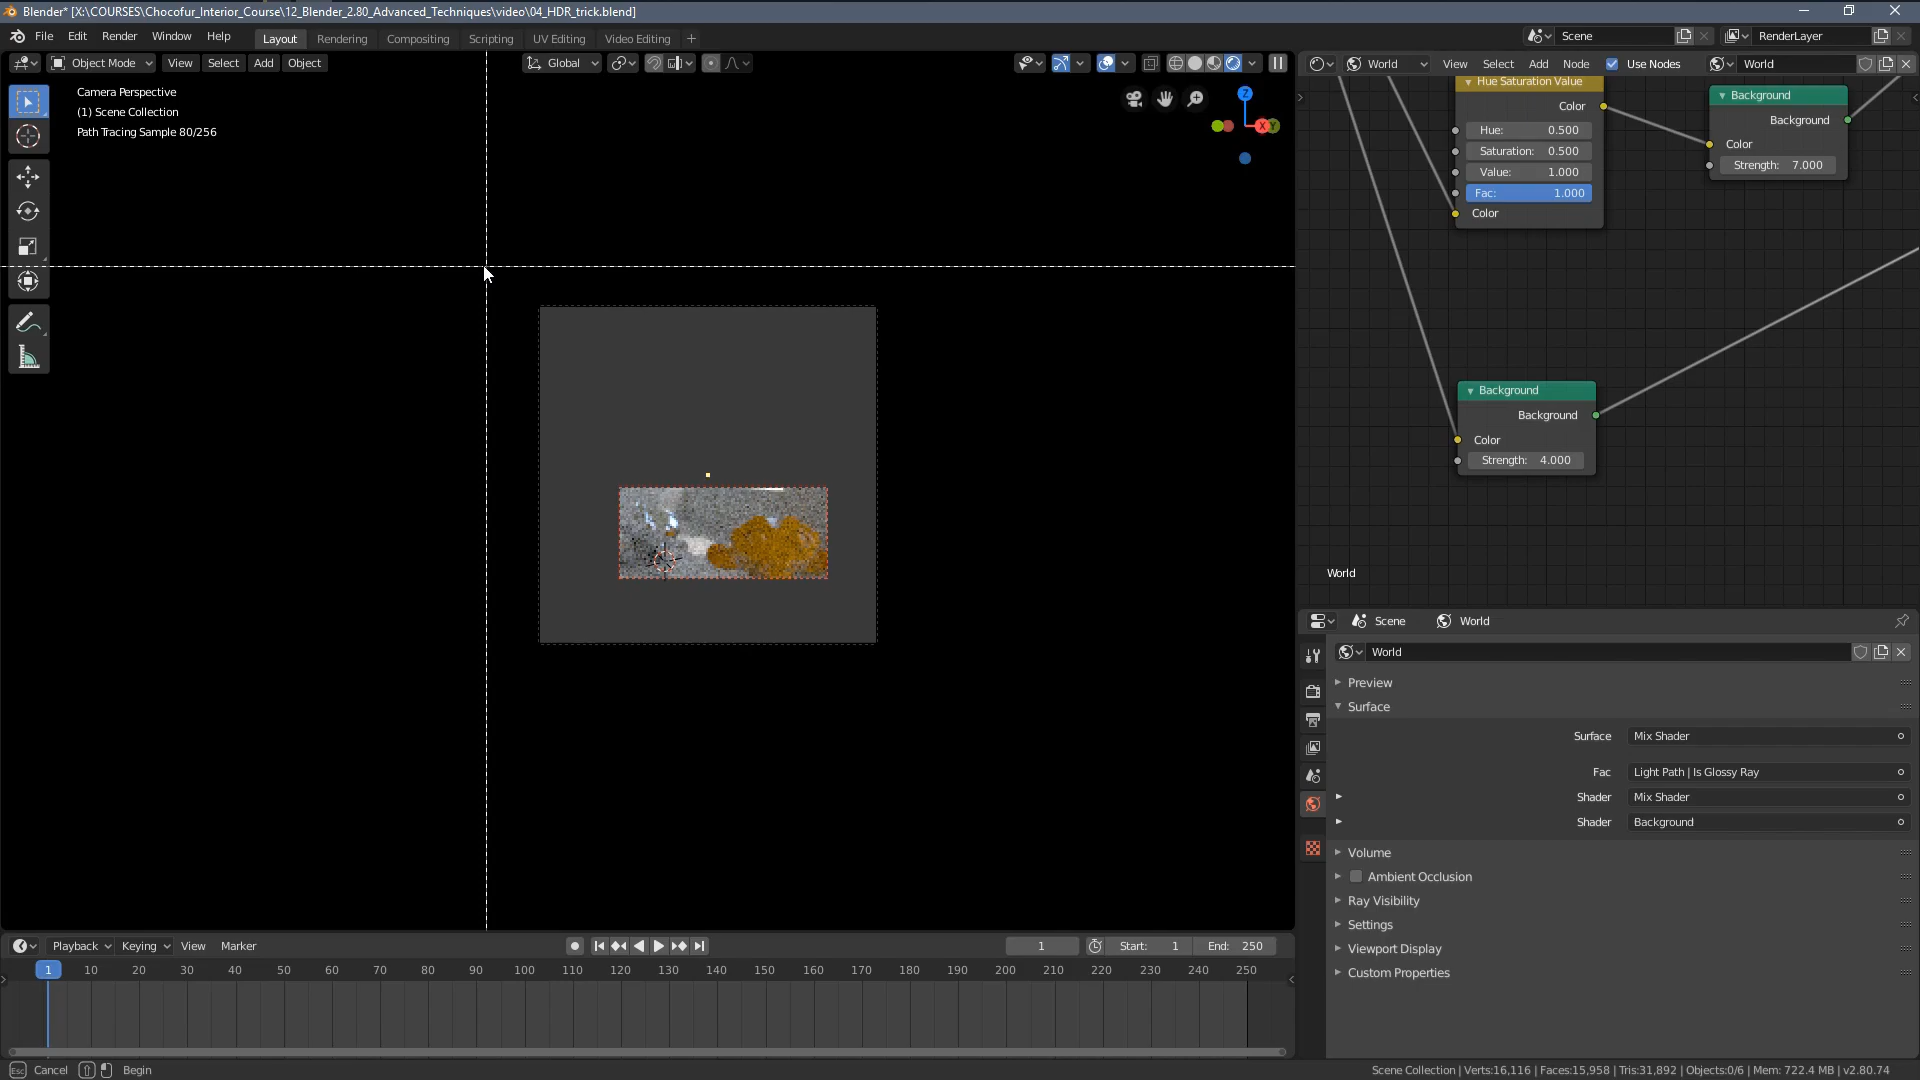 Blender* [X:\COURSES\Chocofur_Interior_Course\12_Blender_2.80_Advanced_Techniques\video\04_HDR_trick.blend]
File Edit Render Window Help Layout Rendering Compositing Scripting UV Editing Video Editing + Scene RenderLayer
Object Mode View Select Add Object Global World View Select Add Node Use Nodes World
Camera Perspective
(1) Scene Collection
Path Tracing Sample 80/256
Z
X
Y
Hue Saturation Value
Color
Hue: 0.500
Saturation: 0.500
Value: 1.000
Fac: 1.000
Color
Background
Background
Color
Strength: 7.000
Background
Background
Color
Strength: 4.000
World
Scene World
World
Preview
Surface
Surface Mix Shader
Fac Light Path | Is Glossy Ray
Shader Mix Shader
Shader Background
Volume
Ambient Occlusion
Ray Visibility
Settings
Viewport Display
Custom Properties
Playback Keying View Marker 1 Start: 1 End: 250
1 10 20 30 40 50 60 70 80 90 100 110 120 130 140 150 160 170 180 190 200 210 220 230 240 250
Esc Cancel Begin Scene Collection | Verts:16,116 | Faces:15,958 | Tris:31,892 | Objects:0/6 | Mem: 722.4 MB | v2.80.74